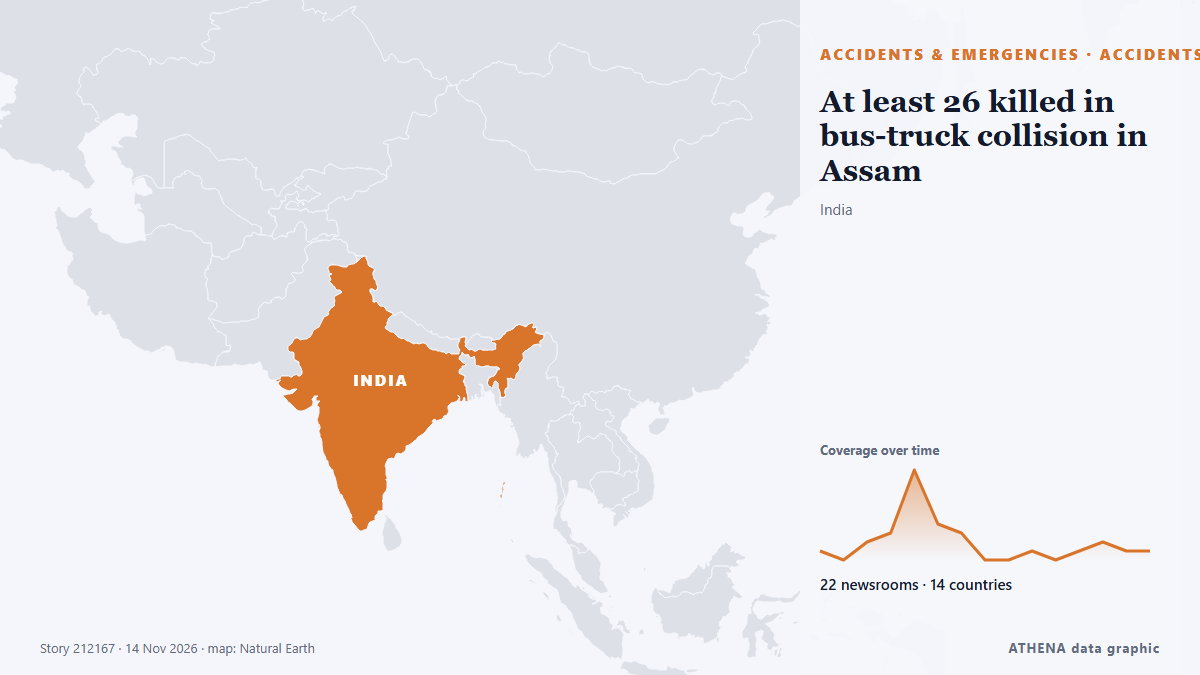 ACCIDENTS & EMERGENCIES · ACCIDENTS
At least 26 killed in
bus-truck collision in
Assam
India
INDIA
Coverage over time
22 newsrooms · 14 countries
Story 212167 · 14 Nov 2026 · map: Natural Earth
ATHENA data graphic